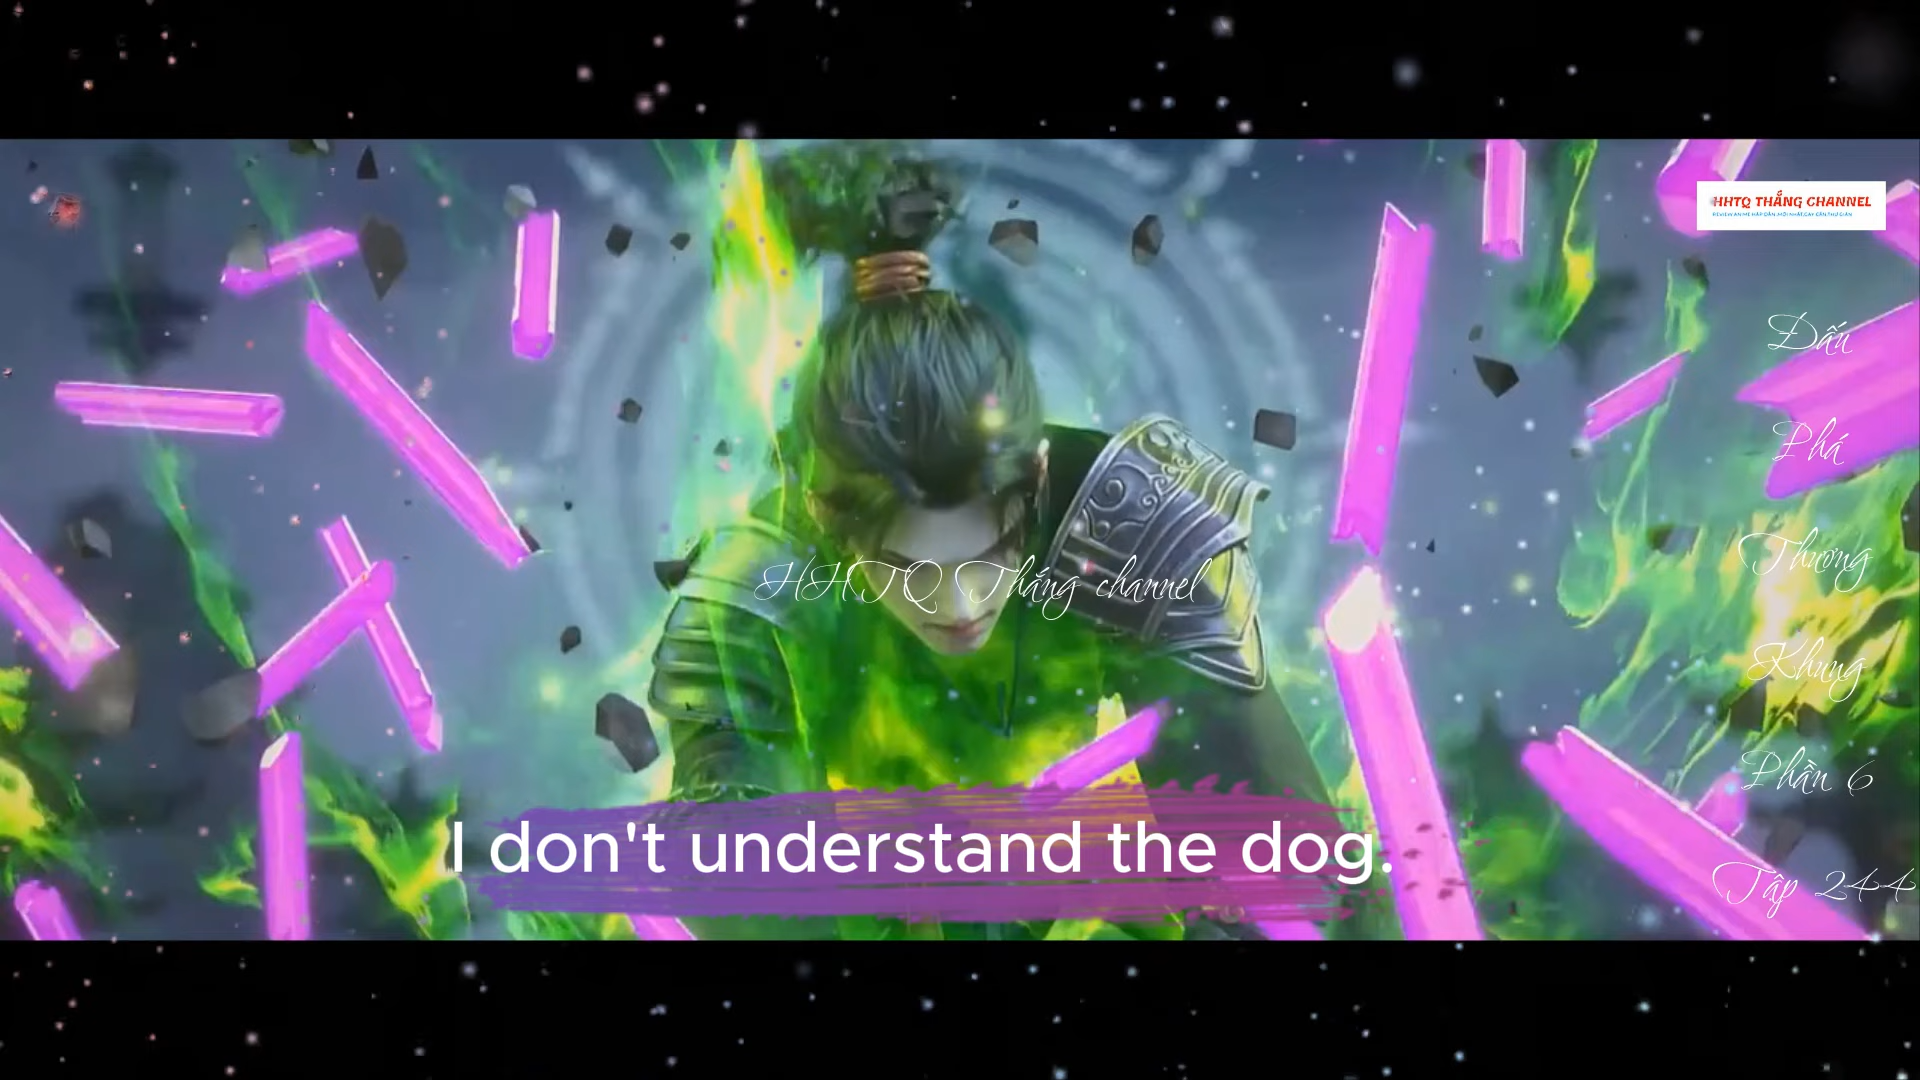 HHTQ THẮNG CHANNEL
Đấu
Phá
Thương
Khung
Phần 6
Tập 244
HHTQ Thắng channel
I don't understand the dog.